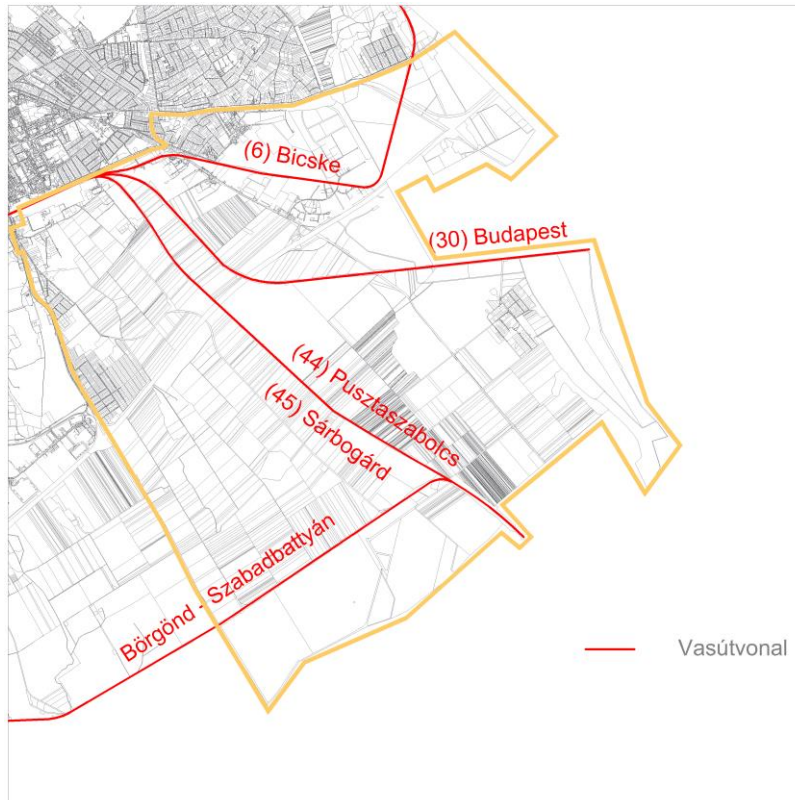 (6) Bicske
(30) Budapest
(44) Pusztaszabolcs
(45) Sárbogárd
Börgönd - Szabadbattyán
Vasútvonal